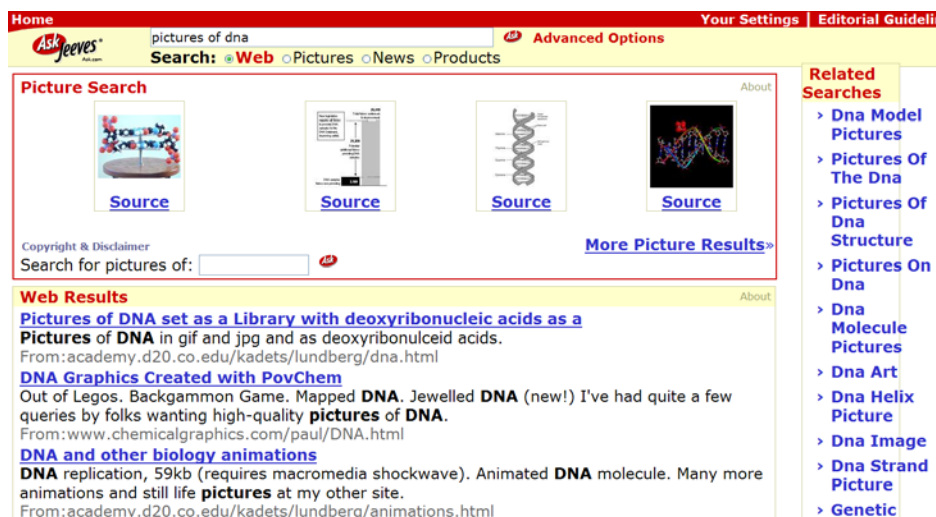 Home
Your Settings | Editorial Guideli
Ask Jeeves
Ask.com
pictures of dna
Ask
Advanced Options
Search: Web Pictures News Products
Picture Search
About
Source
Source
Source
Source
Copyright & Disclaimer
More Picture Results»
Search for pictures of:
Ask
Web Results
About
Pictures of DNA set as a Library with deoxyribonucleic acids as a
Pictures of DNA in gif and jpg and as deoxyribonulceid acids.
From:academy.d20.co.edu/kadets/lundberg/dna.html
DNA Graphics Created with PovChem
Out of Legos. Backgammon Game. Mapped DNA. Jewelled DNA (new!) I've had quite a few
queries by folks wanting high-quality pictures of DNA.
From:www.chemicalgraphics.com/paul/DNA.html
DNA and other biology animations
DNA replication, 59kb (requires macromedia shockwave). Animated DNA molecule. Many more
animations and still life pictures at my other site.
From:academy.d20.co.edu/kadets/lundberg/animations.html
Related
Searches
› Dna Model
Pictures
› Pictures Of
The Dna
› Pictures Of
Dna
Structure
› Pictures On
Dna
› Dna
Molecule
Pictures
› Dna Art
› Dna Helix
Picture
› Dna Image
› Dna Strand
Picture
› Genetic